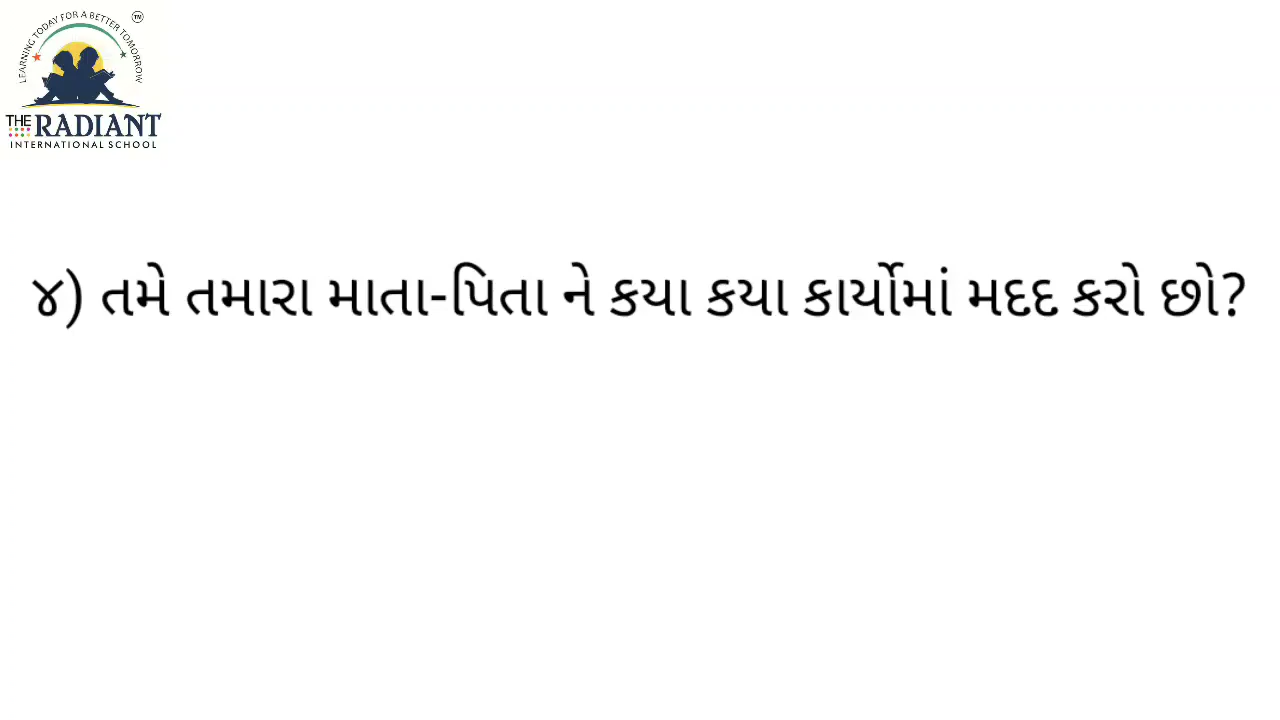 LEARNING TODAY FOR A BETTER TOMORROW
TM
THE RADIANT
INTERNATIONAL SCHOOL
૪) તમે તમારા માતા-પિતા ને કયા કયા કાર્યોમાં મદદ કરો છો?